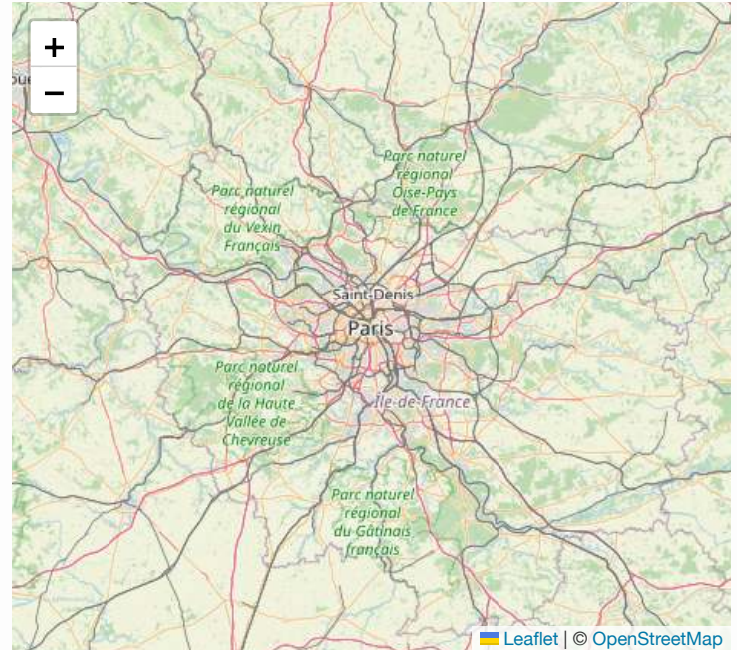 +
−
Parc naturel
régional
Oise-Pays
de France
Parc naturel
régional
du Vexin
Français
Saint-Denis
Paris
Parc naturel
régional
de la Haute
Vallée de
Chevreuse
Île-de-France
Parc naturel
régional
du Gâtinais
français
Leaflet | © OpenStreetMap